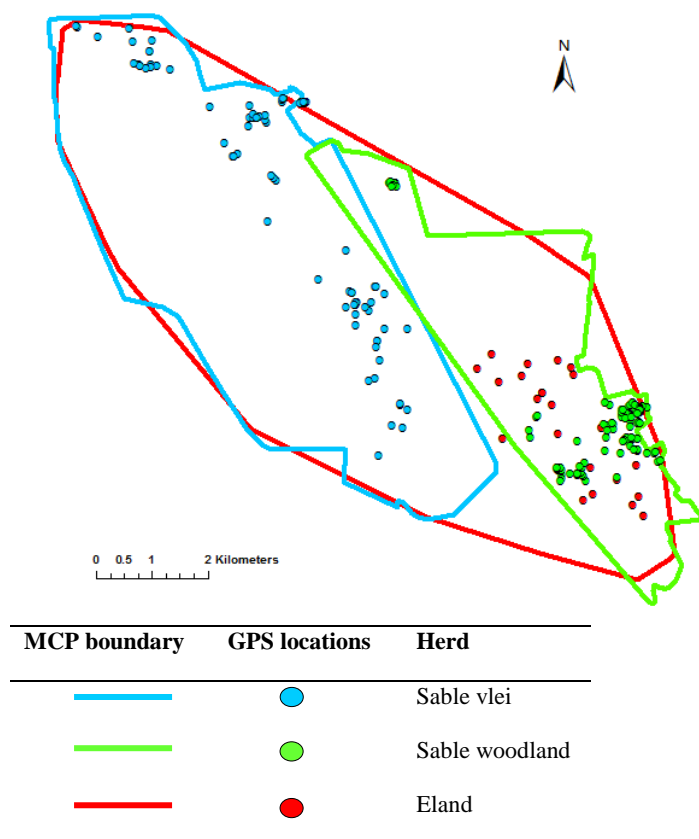 N
0 0.5 1 2 Kilometers
MCP boundary GPS locations Herd
Sable vlei
Sable woodland
Eland